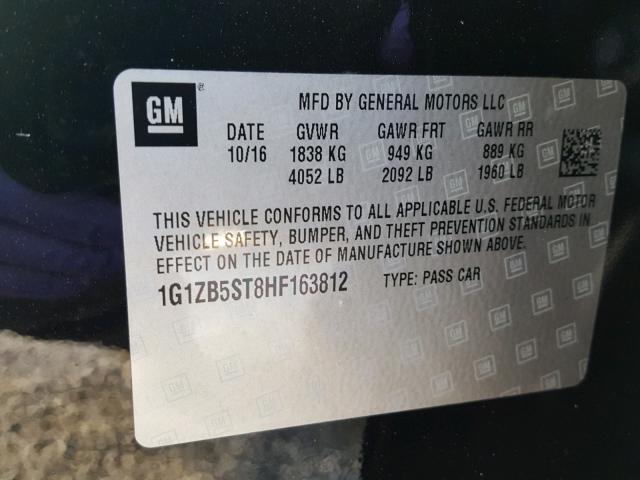 GM ® MFD BY GENERAL MOTORS LLC
DATE GVWR GAWR FRT GAWR RR
10/16 1838 KG 949 KG 889 KG
4052 LB 2092 LB 1960 LB
THIS VEHICLE CONFORMS TO ALL APPLICABLE U.S. FEDERAL MOTOR
VEHICLE SAFETY, BUMPER, AND THEFT PREVENTION STANDARDS IN
EFFECT ON THE DATE OF MANUFACTURE SHOWN ABOVE.
1G1ZB5ST8HF163812 TYPE: PASS CAR